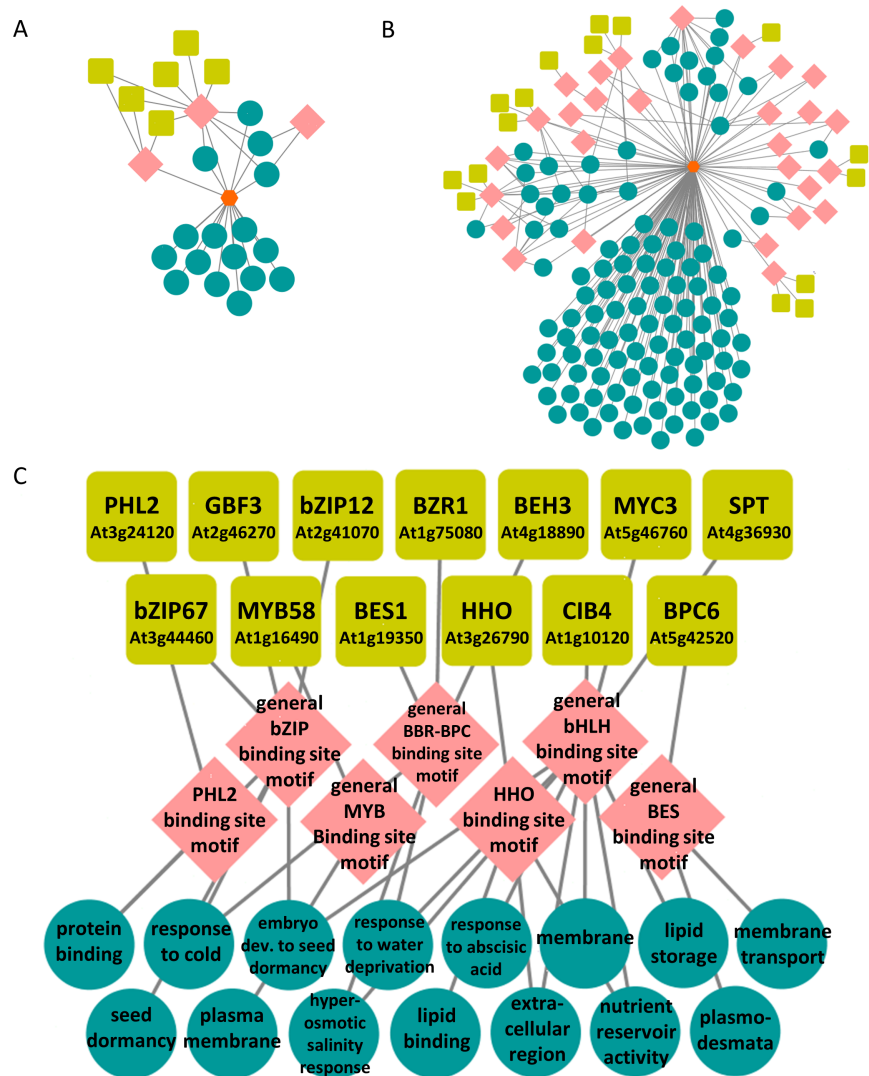 A
B
C
PHL2
At3g24120
GBF3
At2g46270
bZIP12
At2g41070
BZR1
At1g75080
BEH3
At4g18890
MYC3
At5g46760
SPT
At4g36930
bZIP67
At3g44460
MYB58
At1g16490
BES1
At1g19350
HHO
At3g26790
CIB4
At1g10120
BPC6
At5g42520
general
bZIP
binding site
motif
general
BBR-BPC
binding site
motif
general
bHLH
binding site
motif
PHL2
binding site
motif
general
MYB
Binding site
motif
HHO
binding site
motif
general
BES
binding site
motif
protein
binding
response
to cold
embryo
dev. to seed
dormancy
response
to water
deprivation
response
to abscisic
acid
membrane
lipid
storage
membrane
transport
seed
dormancy
plasma
membrane
hyper-
osmotic
salinity
response
lipid
binding
extra-
cellular
region
nutrient
reservoir
activity
plasmo-
desmata